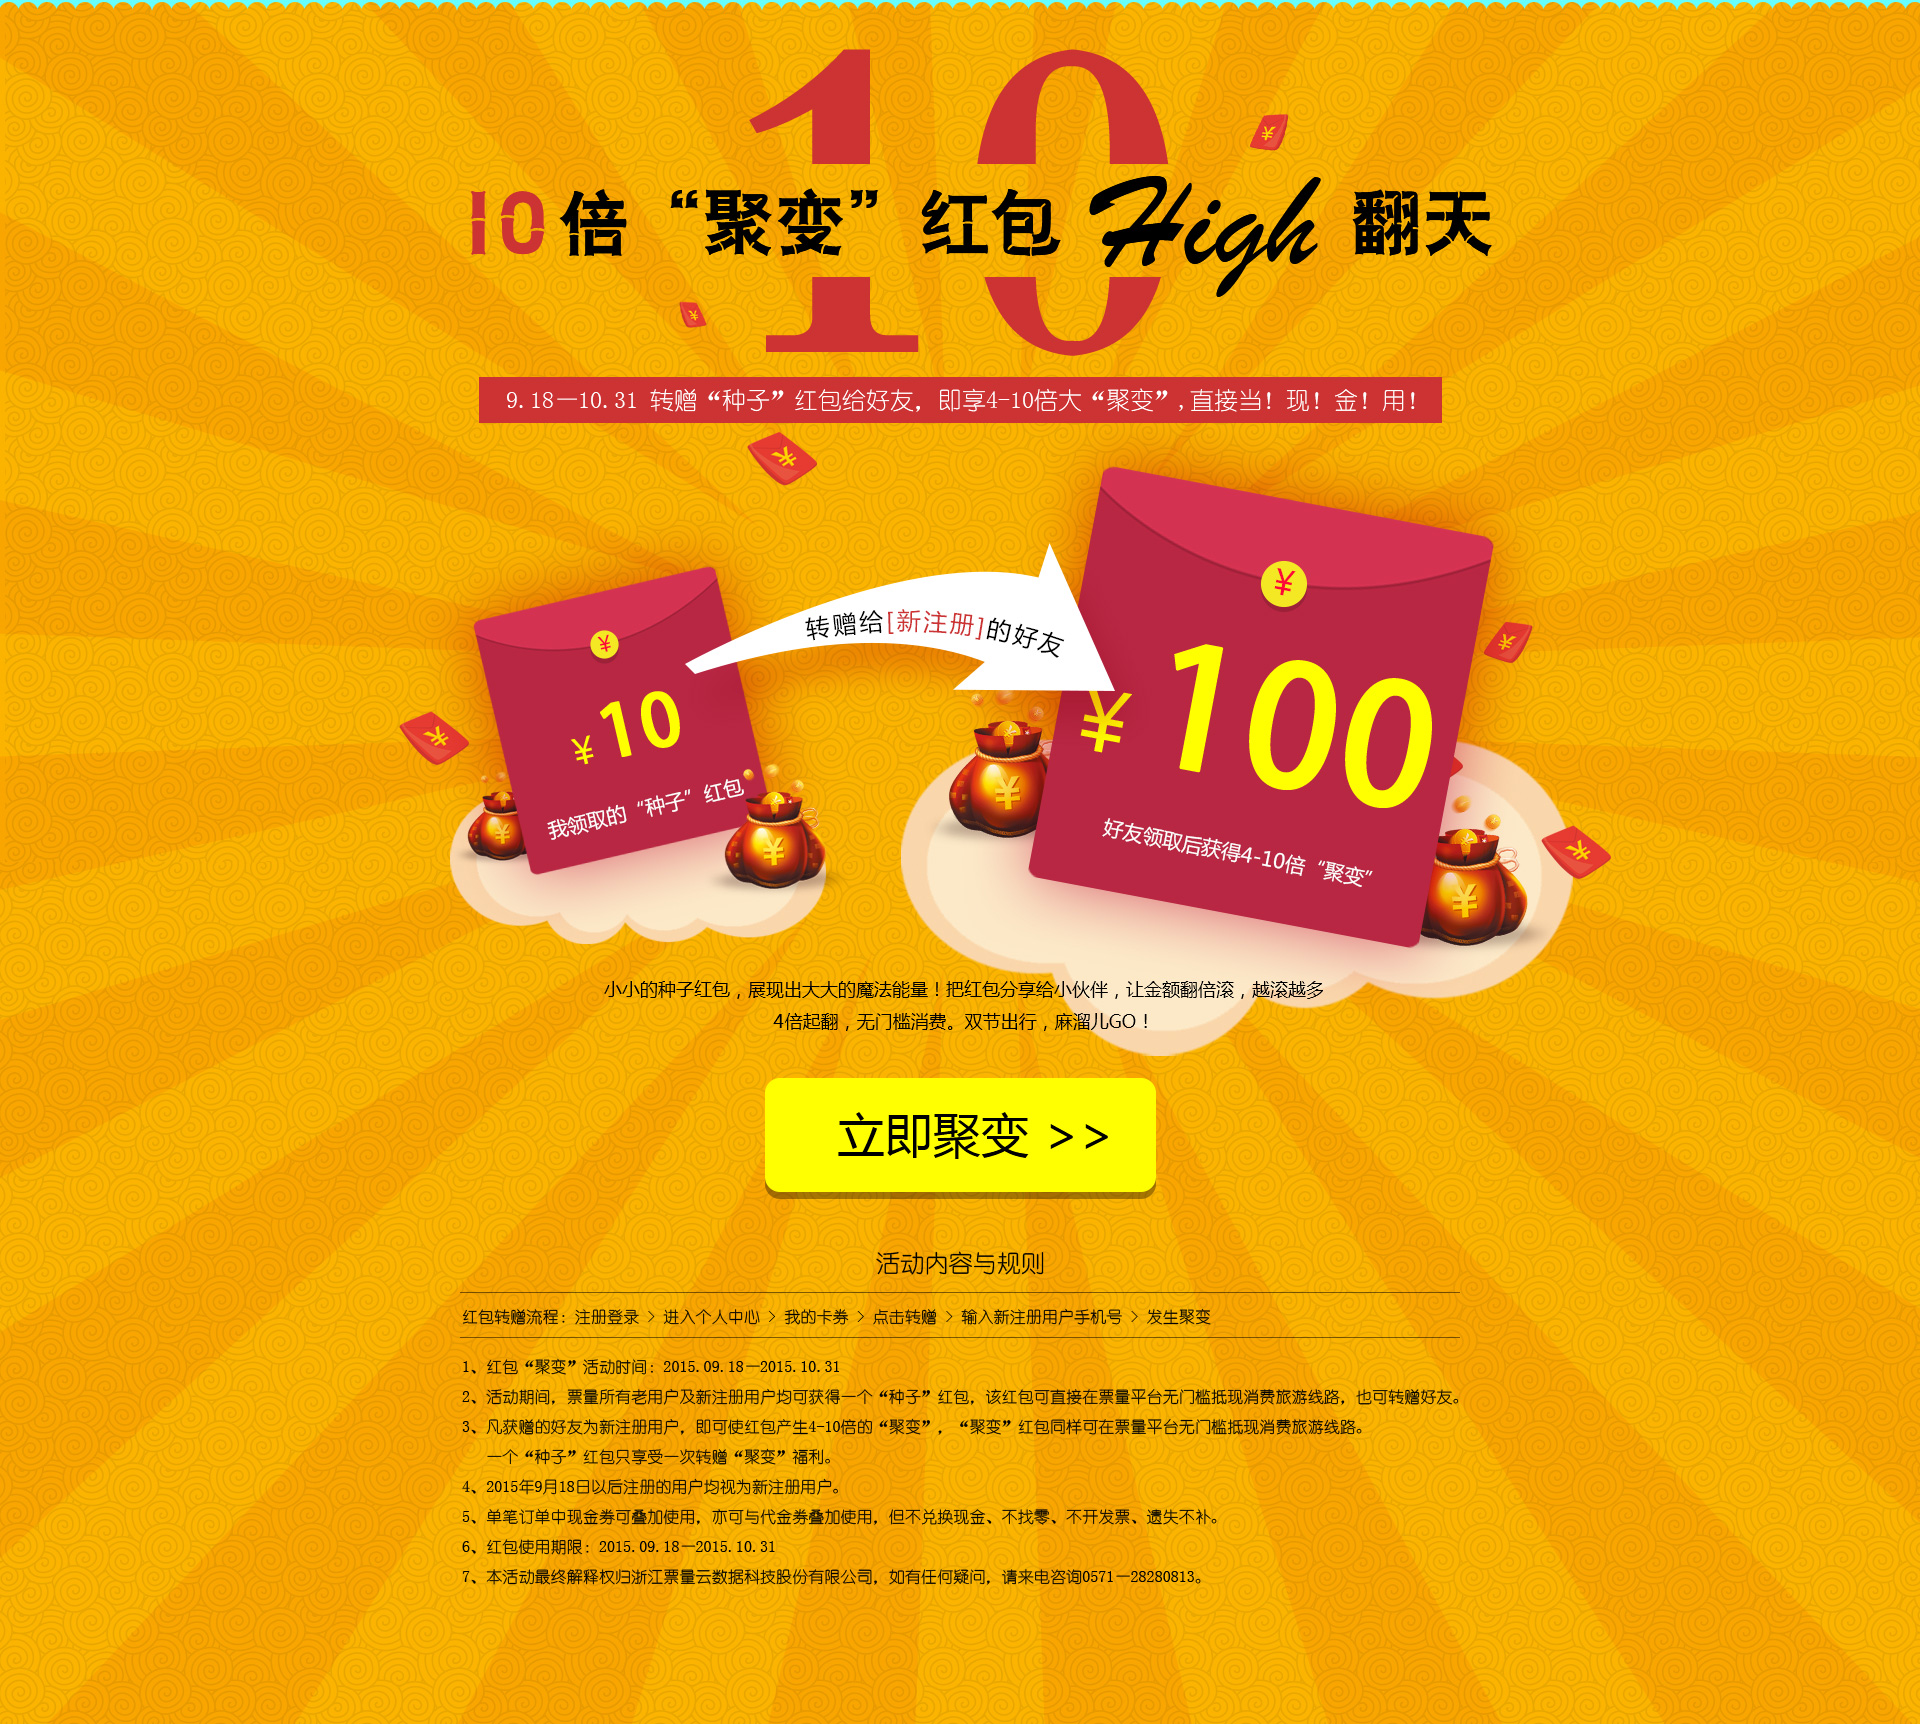 10
10倍“聚变”红包High翻天
9.18—10.31 转赠“种子”红包给好友，即享4-10倍大“聚变”,直接当！现！金！用！
转赠给[新注册]的好友
¥
¥10
我领取的“种子”红包
¥
¥100
好友领取后获得4-10倍“聚变”
小小的种子红包，展现出大大的魔法能量！把红包分享给小伙伴，让金额翻倍滚，越滚越多
4倍起翻，无门槛消费。双节出行，麻溜儿GO！
立即聚变 >>
活动内容与规则
红包转赠流程：注册登录 > 进入个人中心 > 我的卡券 > 点击转赠 > 输入新注册用户手机号 > 发生聚变
1、红包“聚变”活动时间：2015.09.18—2015.10.31
2、活动期间，票量所有老用户及新注册用户均可获得一个“种子”红包，该红包可直接在票量平台无门槛抵现消费旅游线路，也可转赠好友。
3、凡获赠的好友为新注册用户，即可使红包产生4-10倍的“聚变”，“聚变”红包同样可在票量平台无门槛抵现消费旅游线路。
一个“种子”红包只享受一次转赠“聚变”福利。
4、2015年9月18日以后注册的用户均视为新注册用户。
5、单笔订单中现金券可叠加使用，亦可与代金券叠加使用，但不兑换现金、不找零、不开发票、遗失不补。
6、红包使用期限：2015.09.18—2015.10.31
7、本活动最终解释权归浙江票量云数据科技股份有限公司，如有任何疑问，请来电咨询0571—28280813。